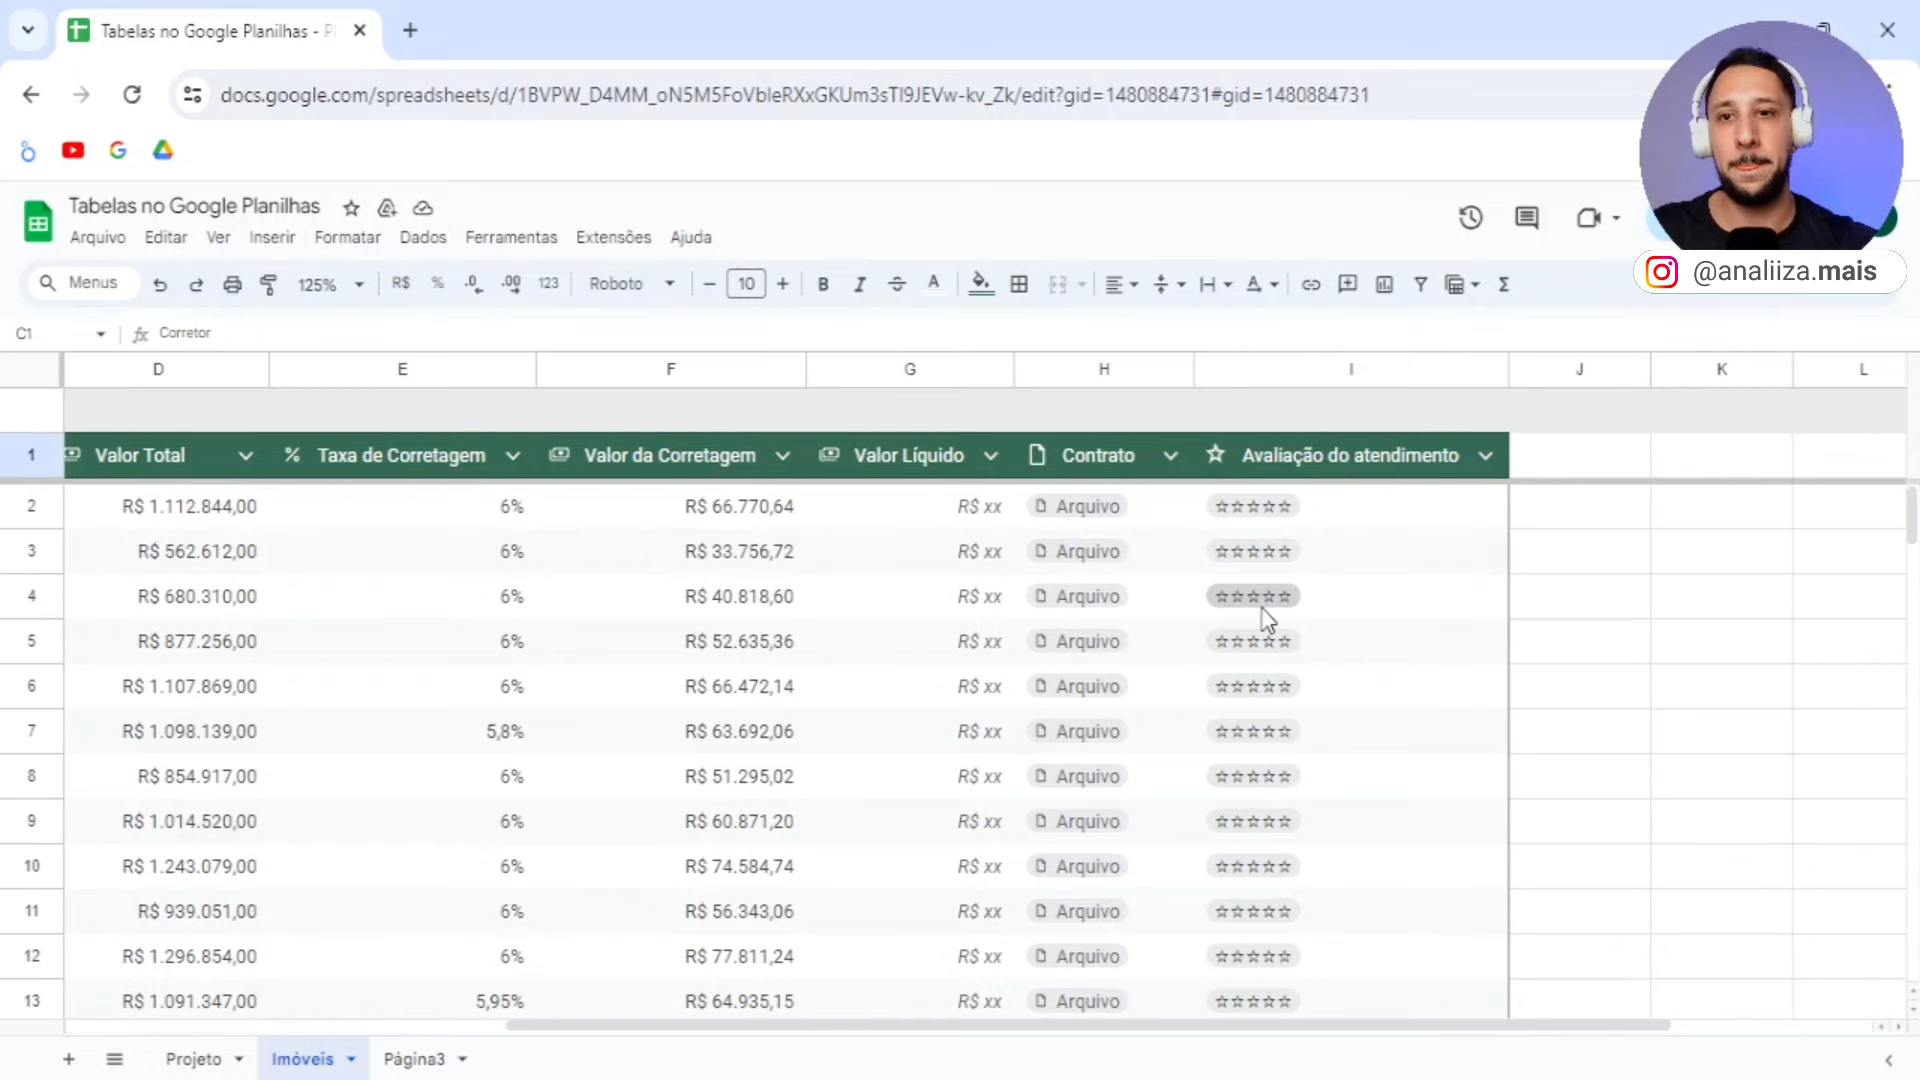 Tabelas no Google Planilhas - Pl
docs.google.com/spreadsheets/d/1BVPW_D4MM_oN5M5FoVbIeRXxGKUm3sTI9JEVw-kv_Zk/edit?gid=1480884731#gid=1480884731
Tabelas no Google Planilhas
Arquivo Editar Ver Inserir Formatar Dados Ferramentas Extensões Ajuda
@analiiza.mais
Menus 125% R$ % .0 .00 123 Roboto 10 B I A Σ
C1 fx Corretor
D E F G H I J K L
1 Valor Total % Taxa de Corretagem Valor da Corretagem Valor Líquido Contrato Avaliação do atendimento
2 R$ 1.112.844,00 6% R$ 66.770,64 R$ xx Arquivo ☆☆☆☆☆
3 R$ 562.612,00 6% R$ 33.756,72 R$ xx Arquivo ☆☆☆☆☆
4 R$ 680.310,00 6% R$ 40.818,60 R$ xx Arquivo ☆☆☆☆☆
5 R$ 877.256,00 6% R$ 52.635,36 R$ xx Arquivo ☆☆☆☆☆
6 R$ 1.107.869,00 6% R$ 66.472,14 R$ xx Arquivo ☆☆☆☆☆
7 R$ 1.098.139,00 5,8% R$ 63.692,06 R$ xx Arquivo ☆☆☆☆☆
8 R$ 854.917,00 6% R$ 51.295,02 R$ xx Arquivo ☆☆☆☆☆
9 R$ 1.014.520,00 6% R$ 60.871,20 R$ xx Arquivo ☆☆☆☆☆
10 R$ 1.243.079,00 6% R$ 74.584,74 R$ xx Arquivo ☆☆☆☆☆
11 R$ 939.051,00 6% R$ 56.343,06 R$ xx Arquivo ☆☆☆☆☆
12 R$ 1.296.854,00 6% R$ 77.811,24 R$ xx Arquivo ☆☆☆☆☆
13 R$ 1.091.347,00 5,95% R$ 64.935,15 R$ xx Arquivo ☆☆☆☆☆
Projeto Imóveis Página3